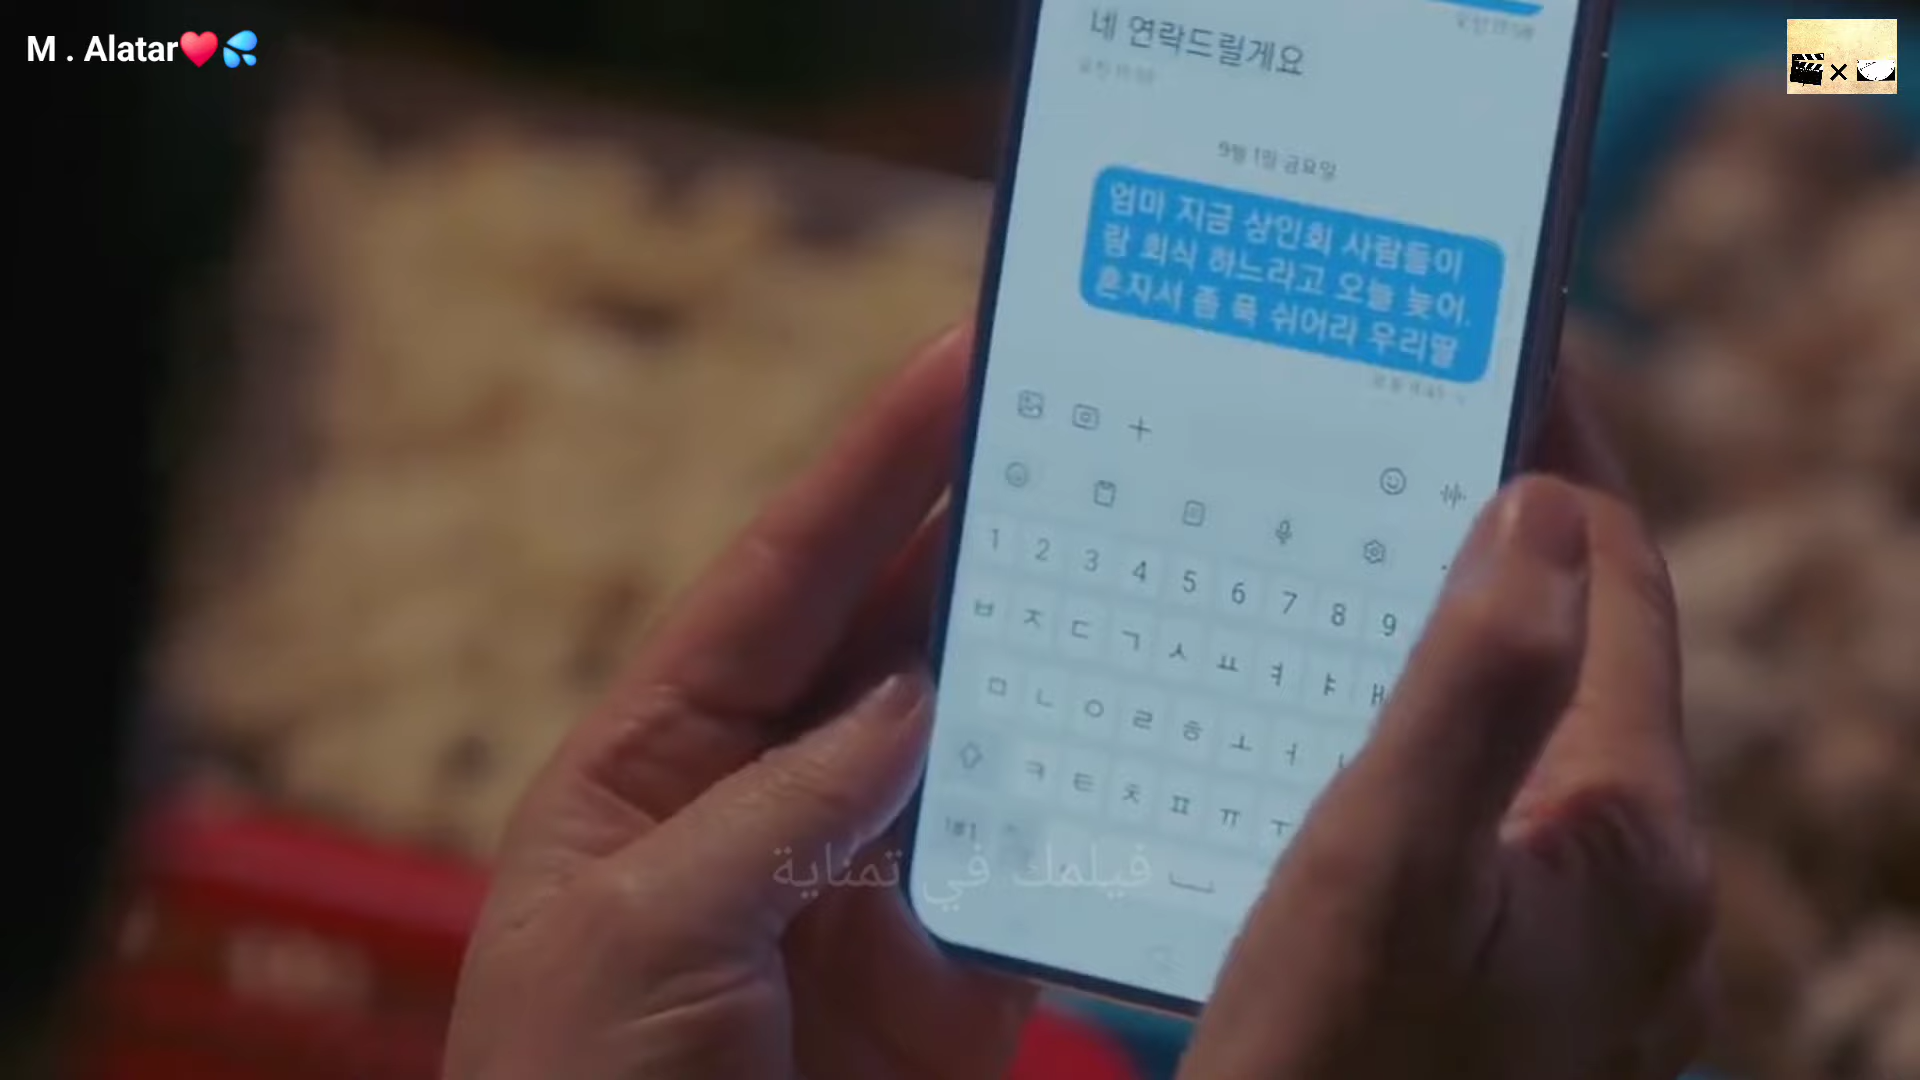 M . Alatar❤️💦
네 연락드릴게요
9월 1일 금요일
엄마 지금 상인회 사람들이
랑 회식 하느라고 오늘 늦어.
혼자서 좀 푹 쉬어라 우리딸
1 2 3 4 5 6 7 8 9
ㅂ ㅈ ㄷ ㄱ ㅅ ㅛ ㅕ ㅑ ㅐ
ㅁ ㄴ ㅇ ㄹ ㅎ ㅗ ㅓ
ㅋ ㅌ ㅊ ㅍ ㅠ ㅜ
!#1
فيلمك في تمناية